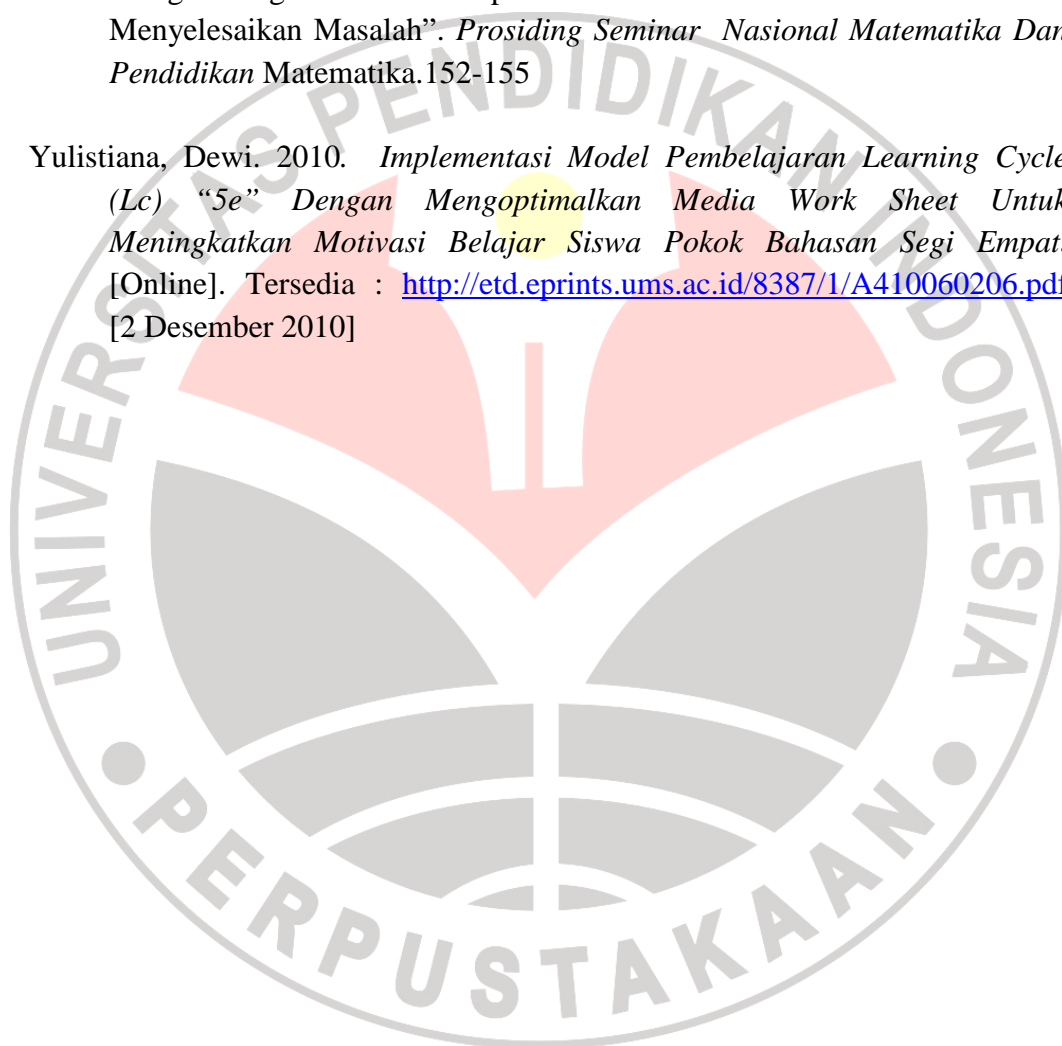 Menyelesaikan Masalah”. Prosiding Seminar Nasional Matematika Dan
Pendidikan Matematika.152-155
Yulistiana, Dewi. 2010. Implementasi Model Pembelajaran Learning Cycle
(Lc) “5e” Dengan Mengoptimalkan Media Work Sheet Untuk
Meningkatkan Motivasi Belajar Siswa Pokok Bahasan Segi Empat.
[Online]. Tersedia : http://etd.eprints.ums.ac.id/8387/1/A410060206.pdf
[2 Desember 2010]
UNIVERSITAS PENDIDIKAN INDONESIA
PERPUSTAKAAN